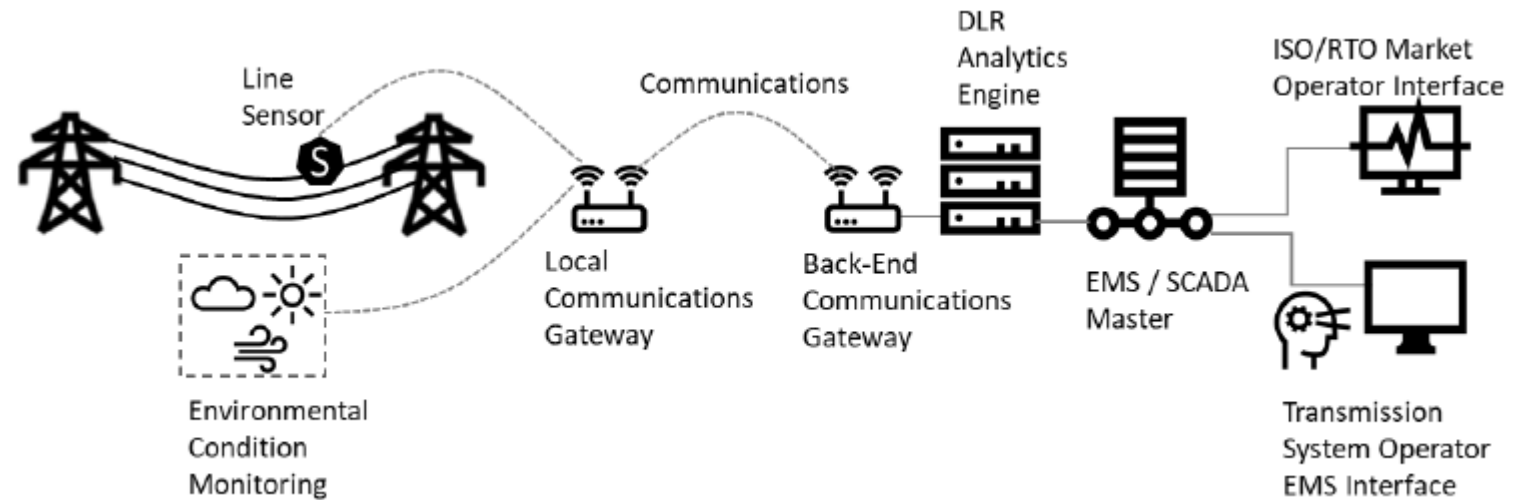 Line
Sensor
S
Communications
DLR
Analytics
Engine
ISO/RTO Market
Operator Interface
Local
Communications
Gateway
Back-End
Communications
Gateway
EMS / SCADA
Master
Environmental
Condition
Monitoring
Transmission
System Operator
EMS Interface